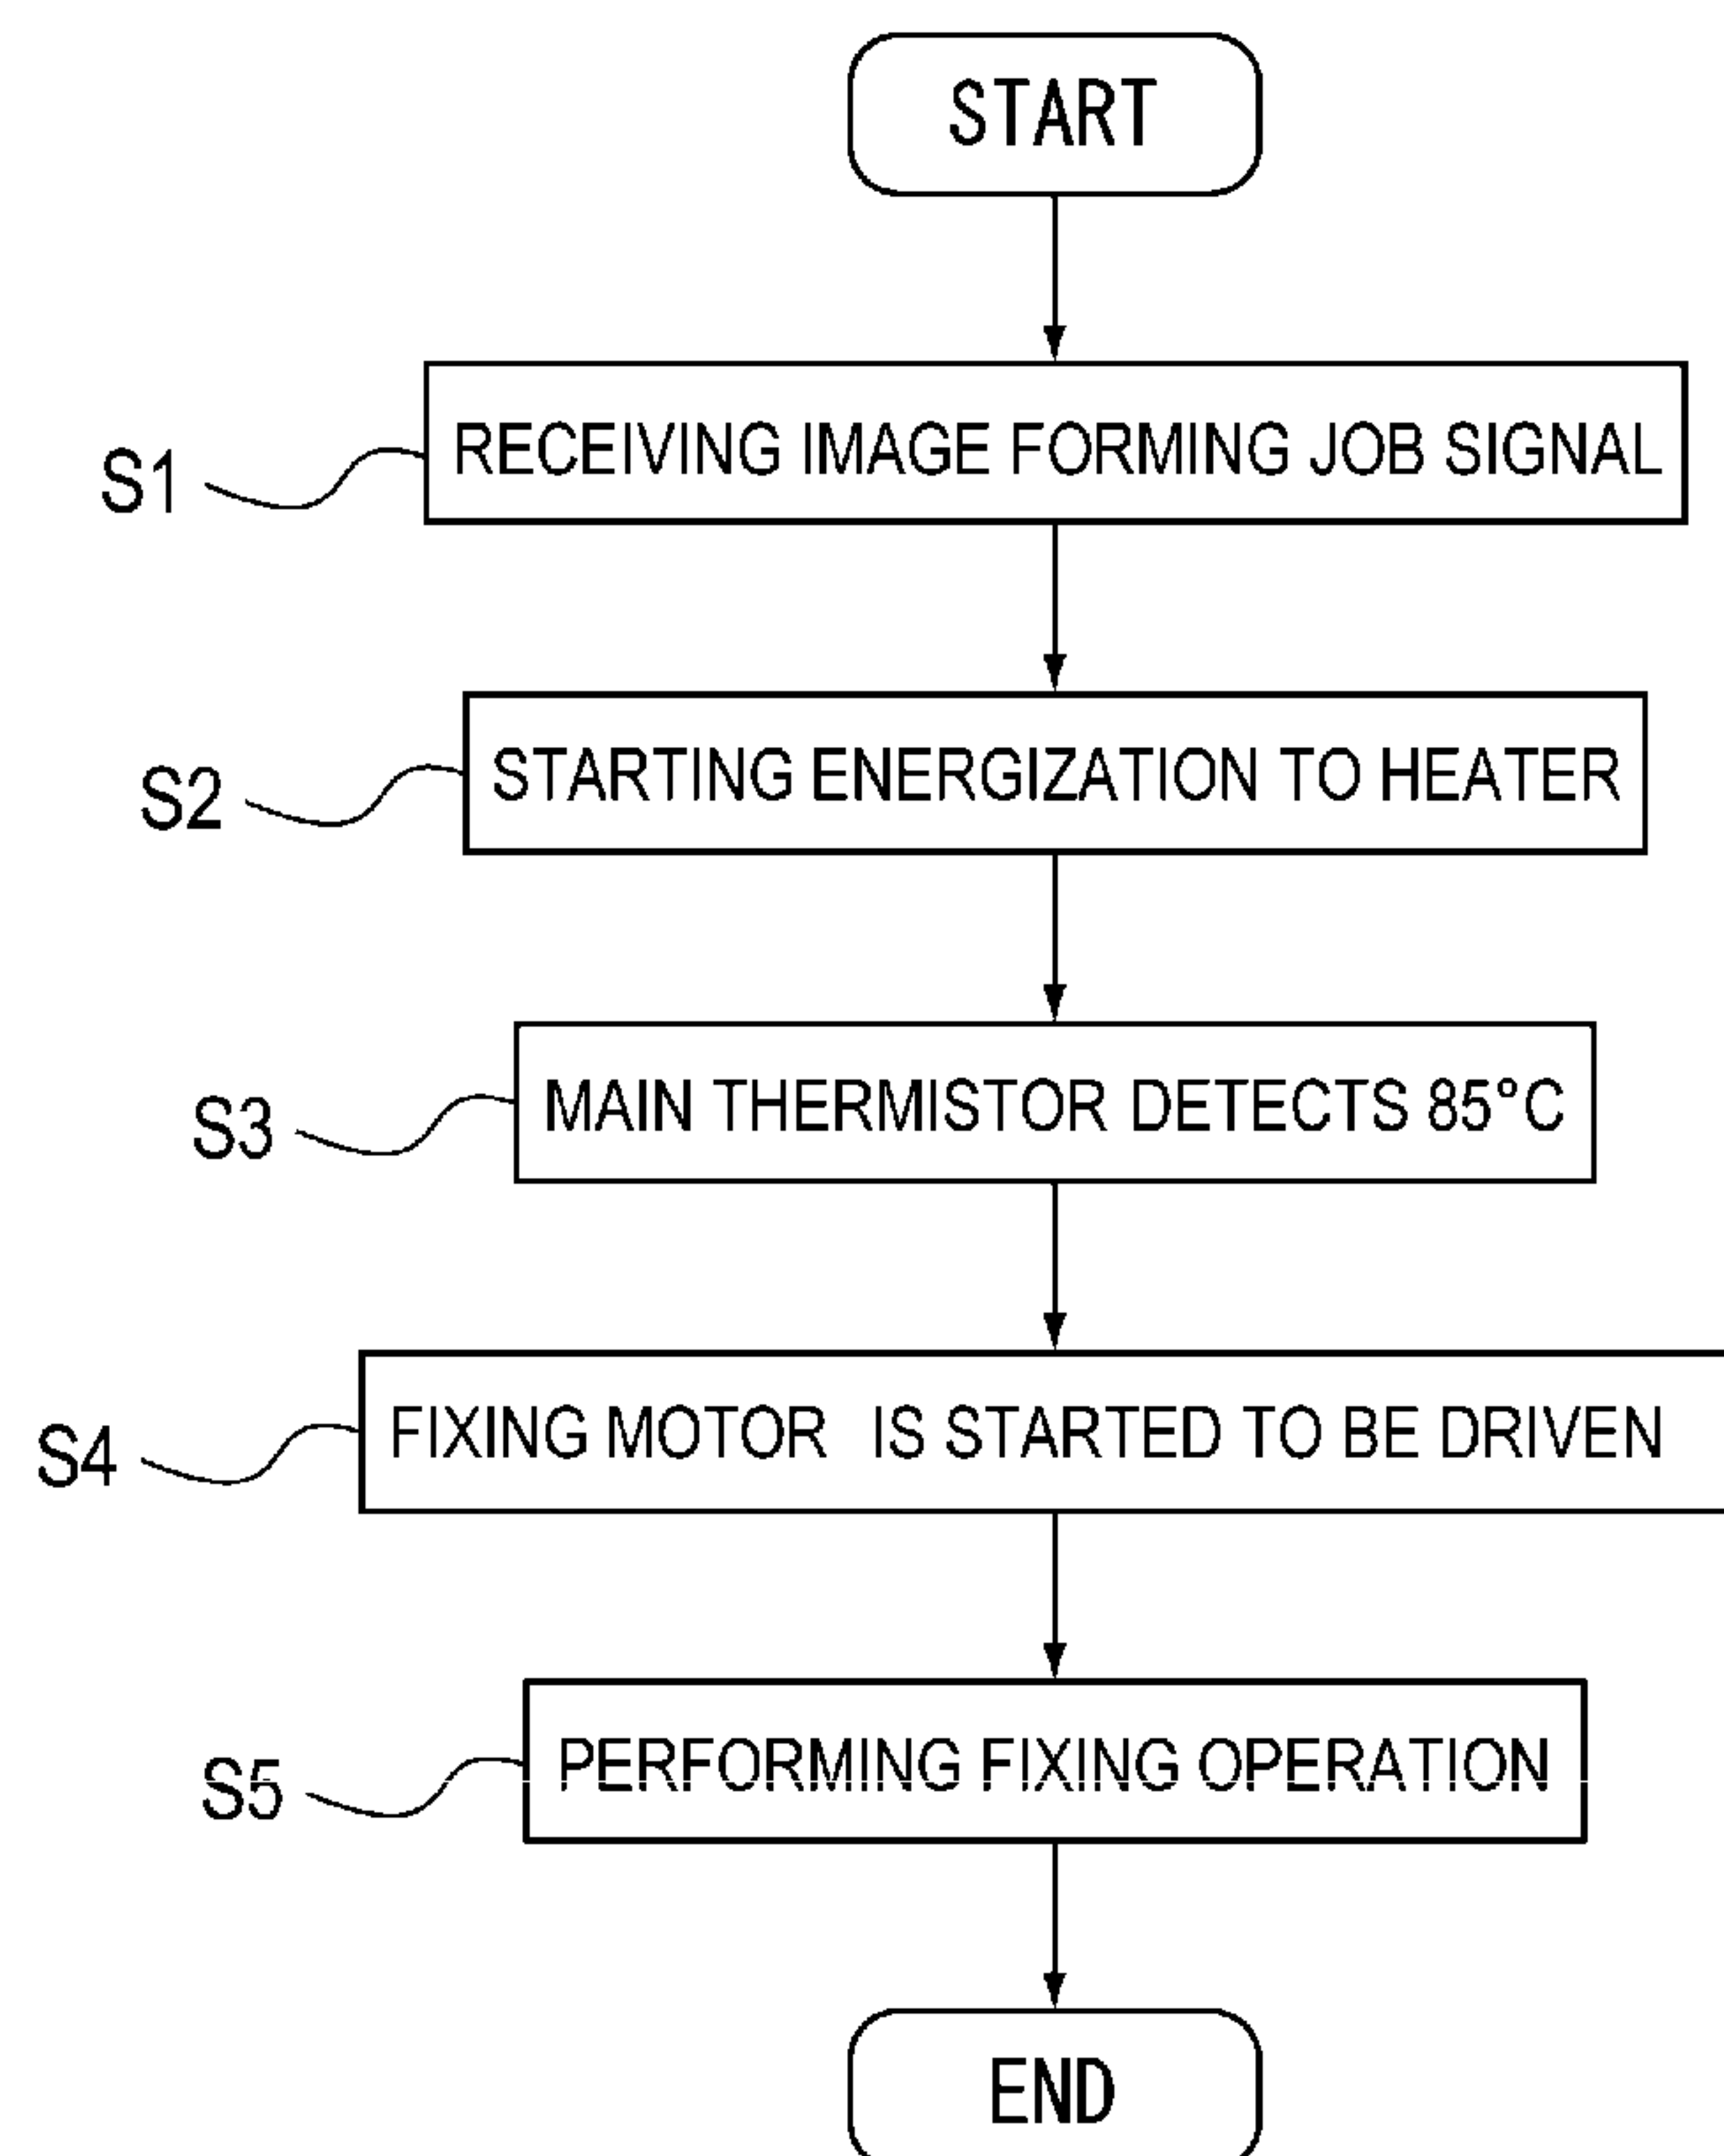 START
S1 RECEIVING IMAGE FORMING JOB SIGNAL
S2 STARTING ENERGIZATION TO HEATER
S3 MAIN THERMISTOR DETECTS 85°C
S4 FIXING MOTOR IS STARTED TO BE DRIVEN
S5 PERFORMING FIXING OPERATION
END